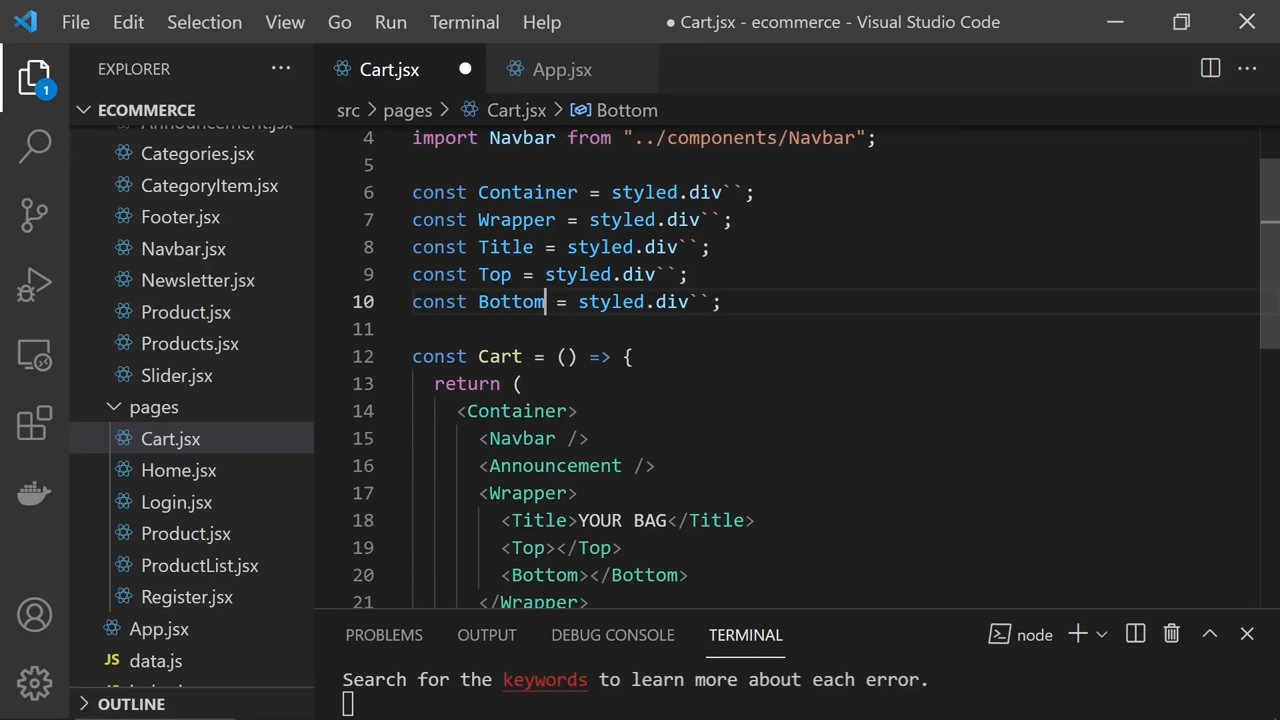 File Edit Selection View Go Run Terminal Help ● Cart.jsx - ecommerce - Visual Studio Code
EXPLORER ···
1
ECOMMERCE
Announcement.jsx
Categories.jsx
CategoryItem.jsx
Footer.jsx
Navbar.jsx
Newsletter.jsx
Product.jsx
Products.jsx
Slider.jsx
pages
Cart.jsx
Home.jsx
Login.jsx
Product.jsx
ProductList.jsx
Register.jsx
App.jsx
JS data.js
OUTLINE
Cart.jsx ● App.jsx
src > pages > Cart.jsx > Bottom
4 import Navbar from "../components/Navbar";
5
6 const Container = styled.div``;
7 const Wrapper = styled.div``;
8 const Title = styled.div``;
9 const Top = styled.div``;
10 const Bottom = styled.div``;
11
12 const Cart = () => {
13 return (
14 <Container>
15 <Navbar />
16 <Announcement />
17 <Wrapper>
18 <Title>YOUR BAG</Title>
19 <Top></Top>
20 <Bottom></Bottom>
21 </Wrapper>
PROBLEMS OUTPUT DEBUG CONSOLE TERMINAL node
Search for the keywords to learn more about each error.